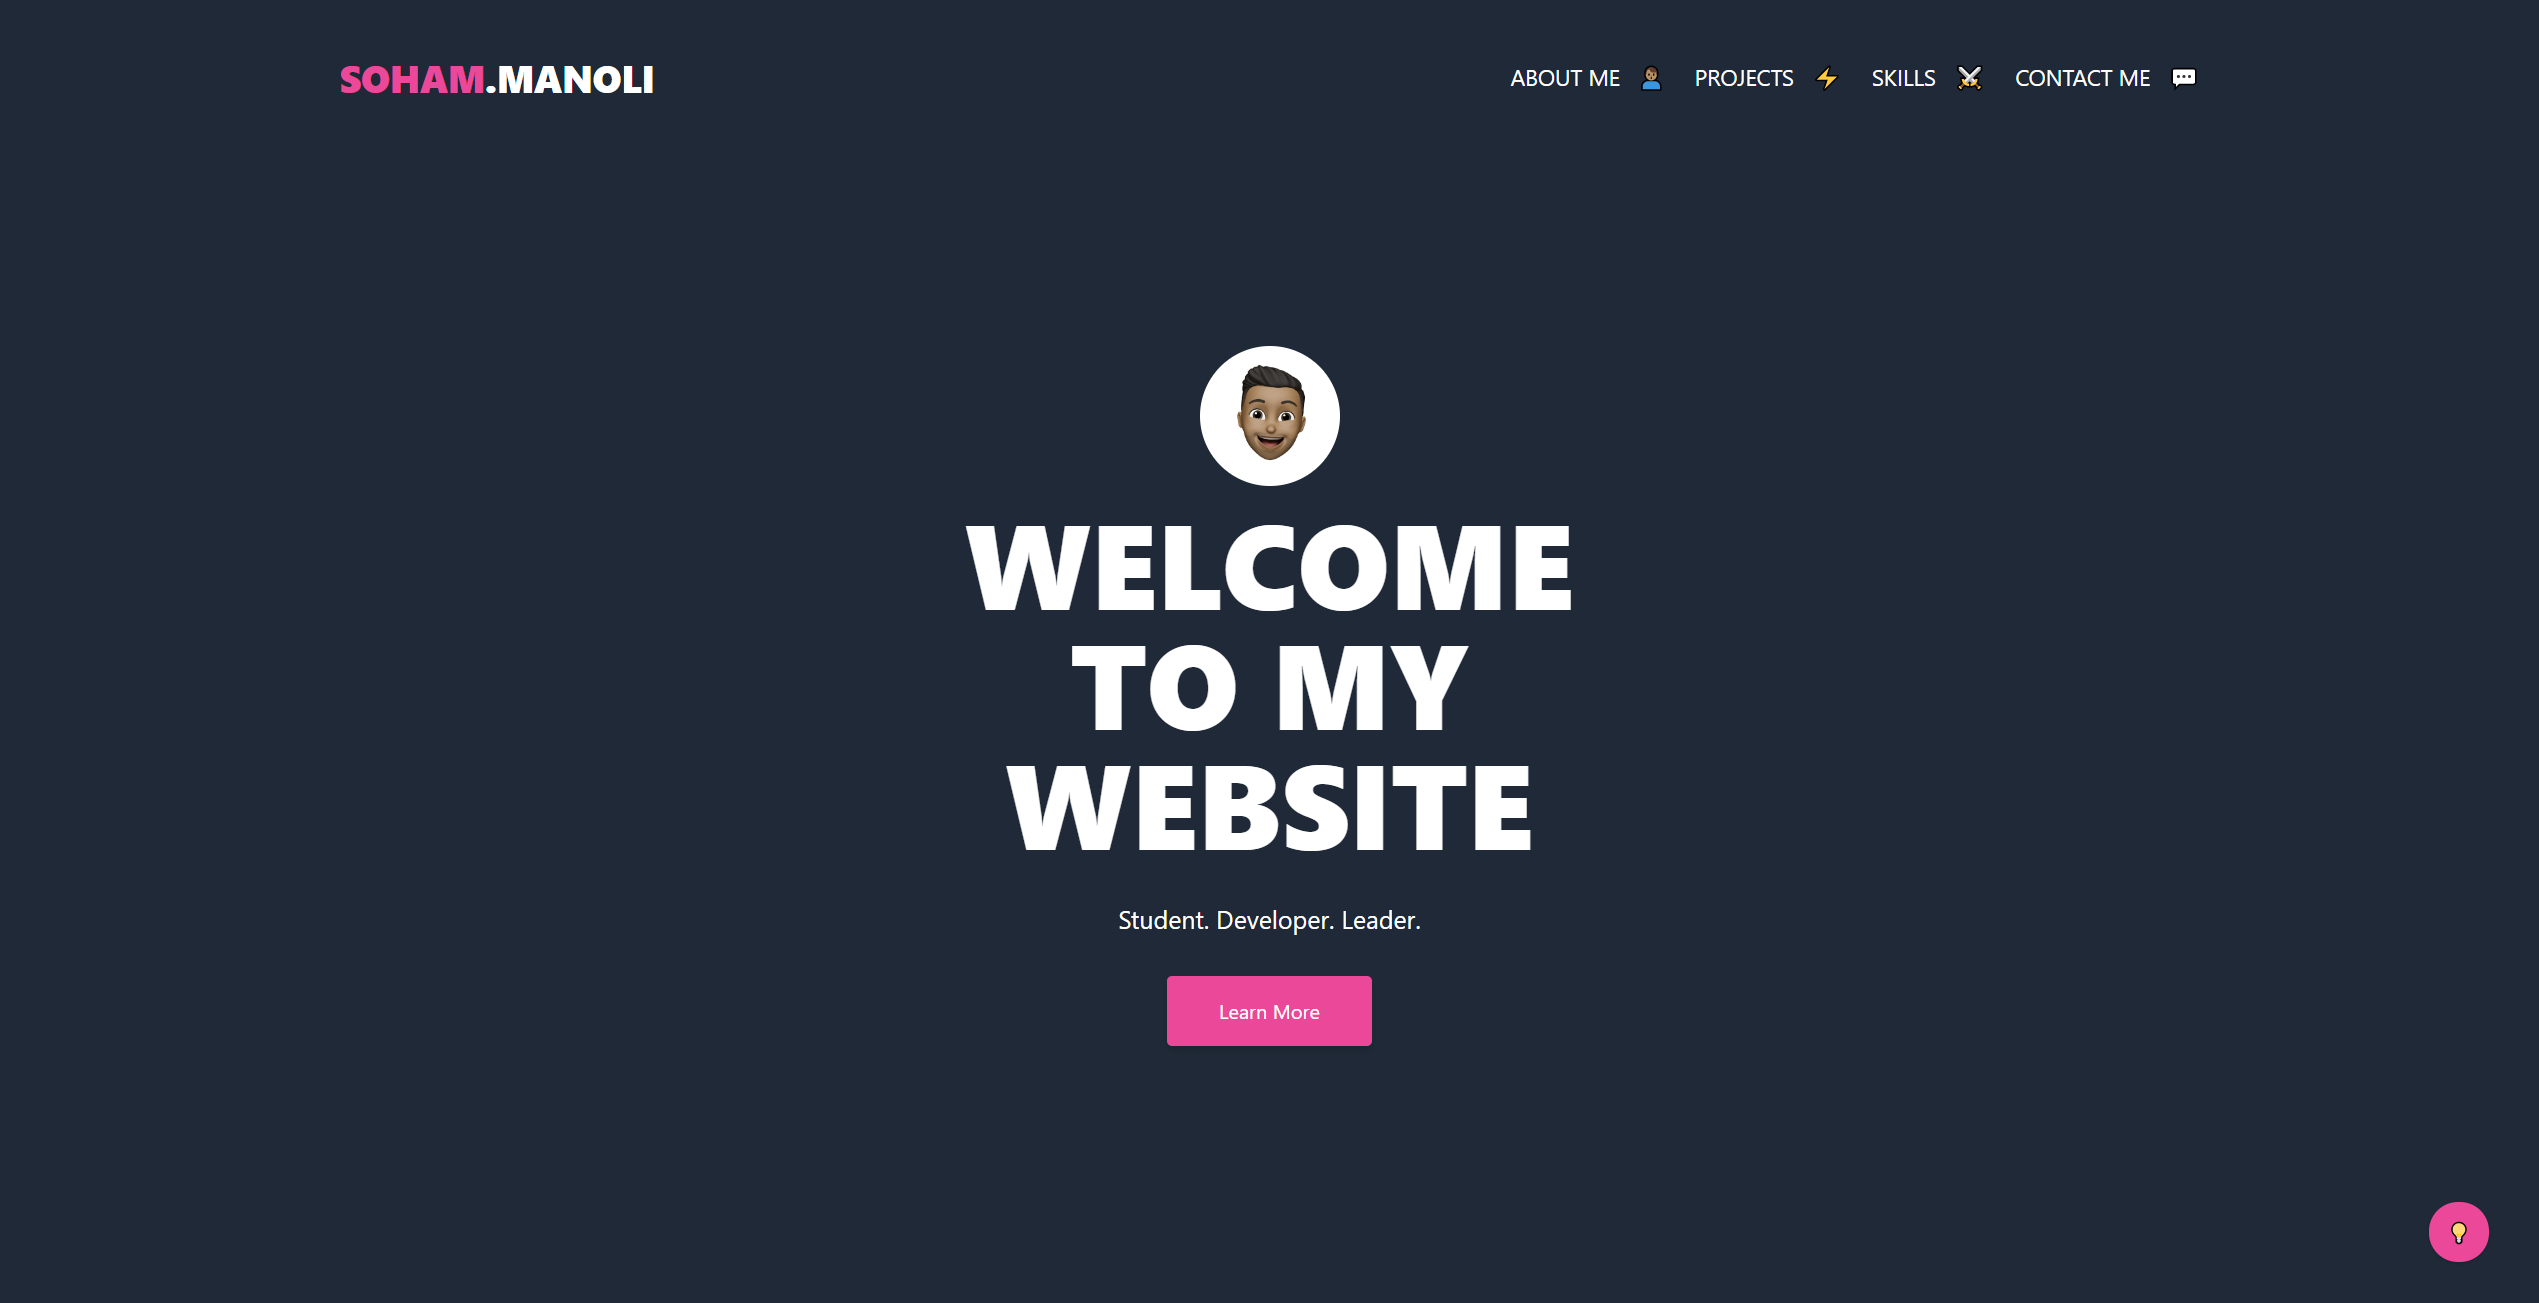 SOHAM.MANOLI
ABOUT ME
PROJECTS
SKILLS
CONTACT ME
WELCOME
TO MY
WEBSITE
Student. Developer. Leader.
Learn More